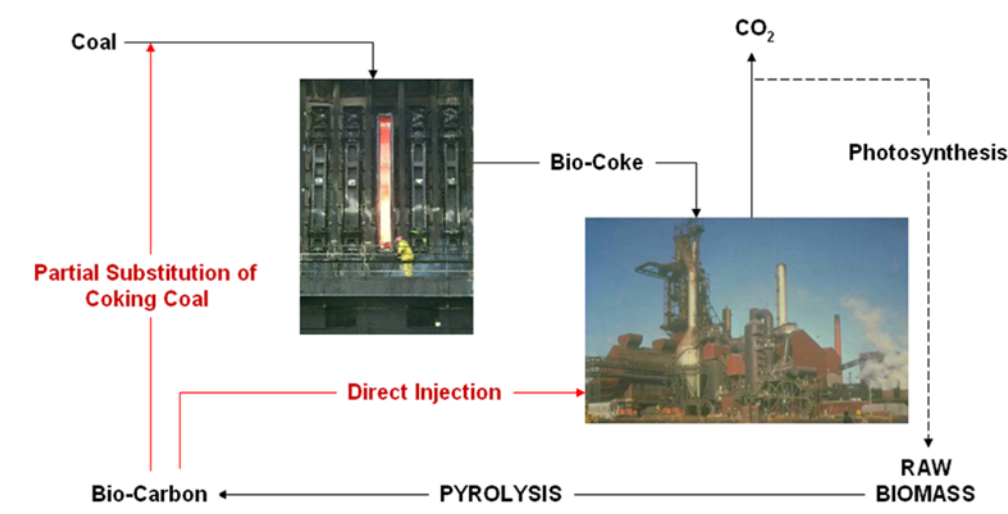 Coal
CO₂
Photosynthesis
Bio-Coke
Partial Substitution of
Coking Coal
Direct Injection
RAW
BIOMASS
PYROLYSIS
Bio-Carbon